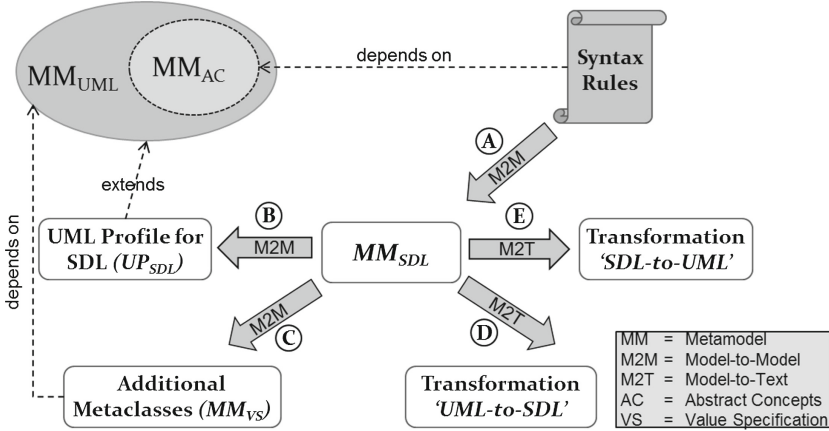 depends on
MM_UML
MM_AC
Syntax
Rules
A
M2M
extends
depends on
UML Profile for
SDL (UP_SDL)
B
M2M
MM_SDL
E
M2T
Transformation
‘SDL-to-UML’
M2M
C
M2T
D
Additional
Metaclasses (MM_VS)
Transformation
‘UML-to-SDL’
MM = Metamodel
M2M = Model-to-Model
M2T = Model-to-Text
AC = Abstract Concepts
VS = Value Specification